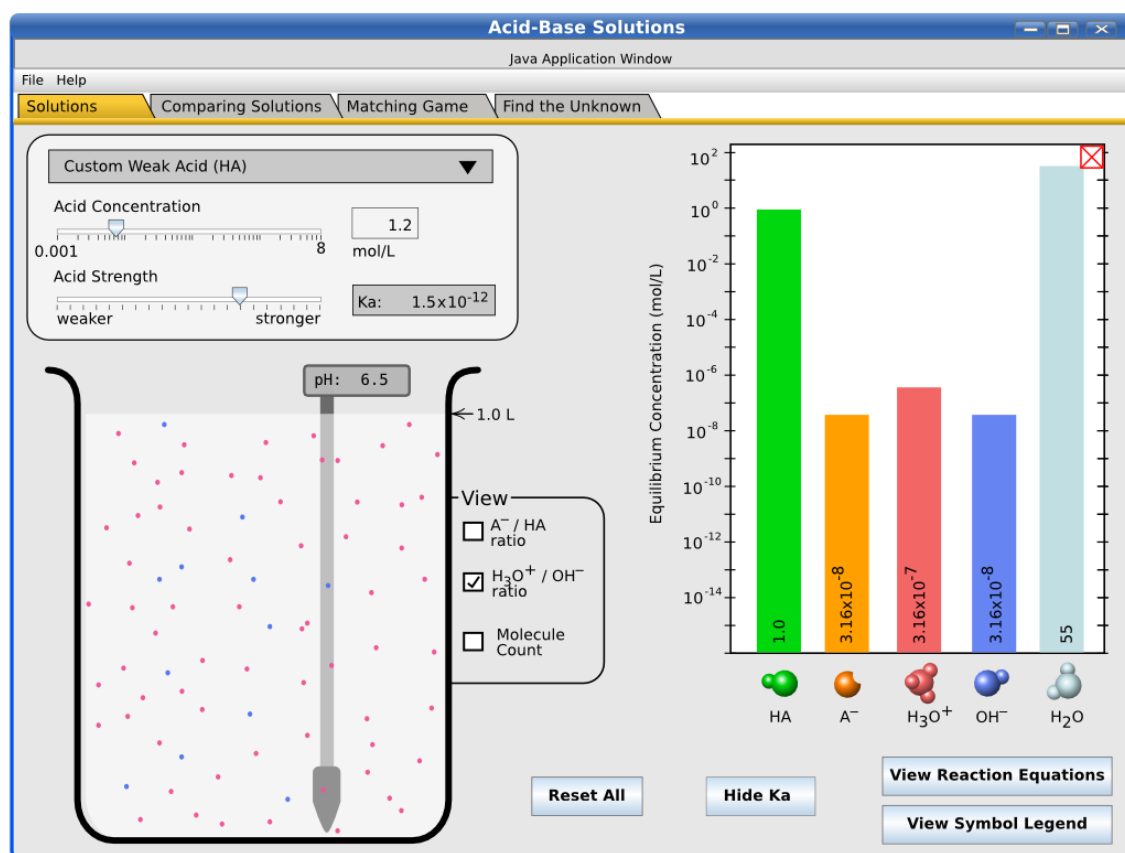 Acid-Base Solutions
Java Application Window
File Help
Solutions Comparing Solutions Matching Game Find the Unknown
Custom Weak Acid (HA)
Acid Concentration
1.2
0.001 8 mol/L
Acid Strength
Ka: 1.5x10⁻¹²
weaker stronger
pH: 6.5
1.0 L
View
A⁻ / HA
ratio
H₃O⁺ / OH⁻
ratio
Molecule
Count
Equilibrium Concentration (mol/L)
10²
10⁰
10⁻²
10⁻⁴
10⁻⁶
10⁻⁸
10⁻¹⁰
10⁻¹²
10⁻¹⁴
1.0 3.16x10⁻⁸ 3.16x10⁻⁷ 3.16x10⁻⁸ 55
HA A⁻ H₃O⁺ OH⁻ H₂O
Reset All
Hide Ka
View Reaction Equations
View Symbol Legend